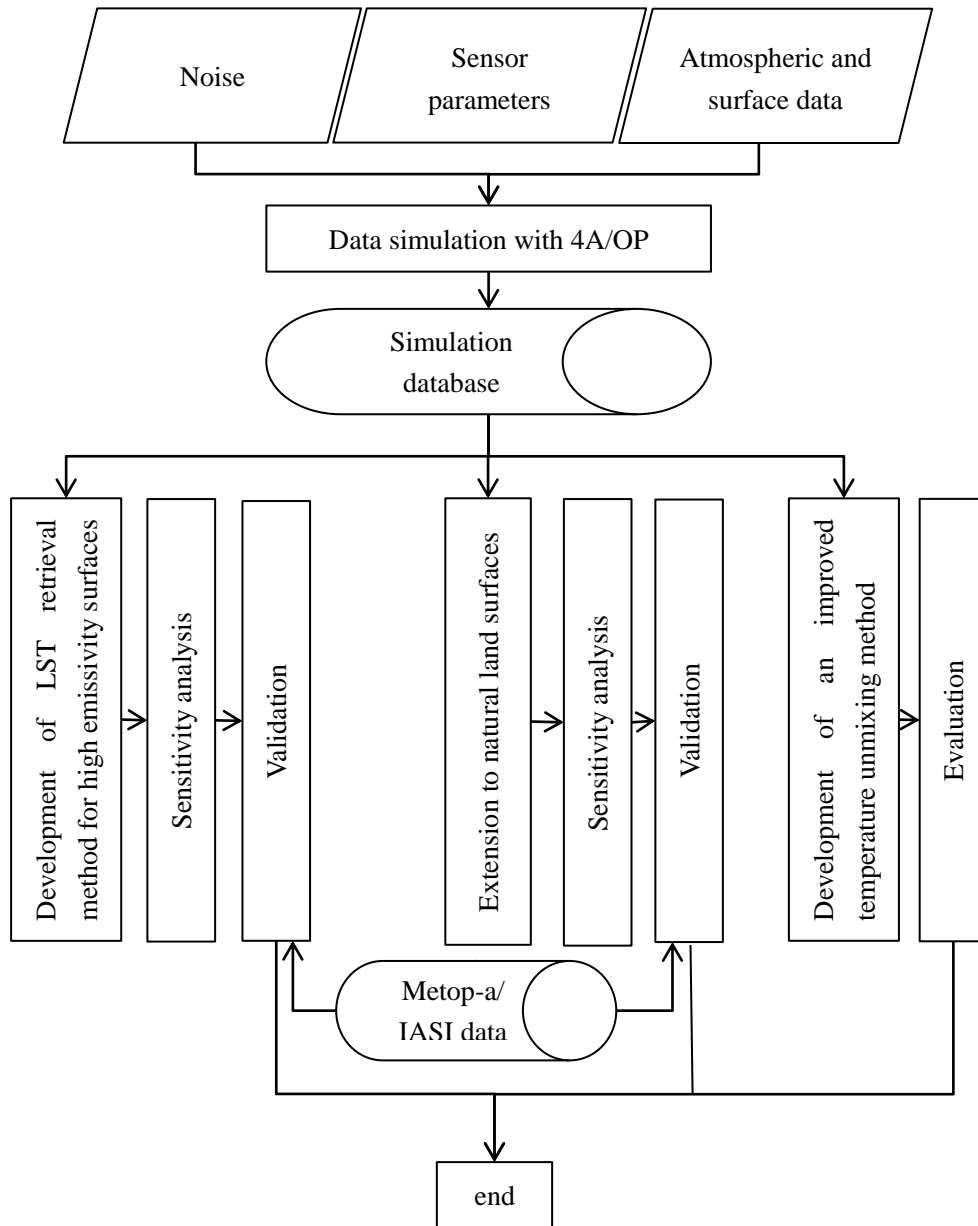 Noise
Sensor
parameters
Atmospheric and
surface data
Data simulation with 4A/OP
Simulation
database
Development of LST retrieval
method for high emissivity surfaces
Sensitivity analysis
Validation
Extension to natural land surfaces
Sensitivity analysis
Validation
Development of an improved
temperature unmixing method
Evaluation
Metop-a/
IASI data
end